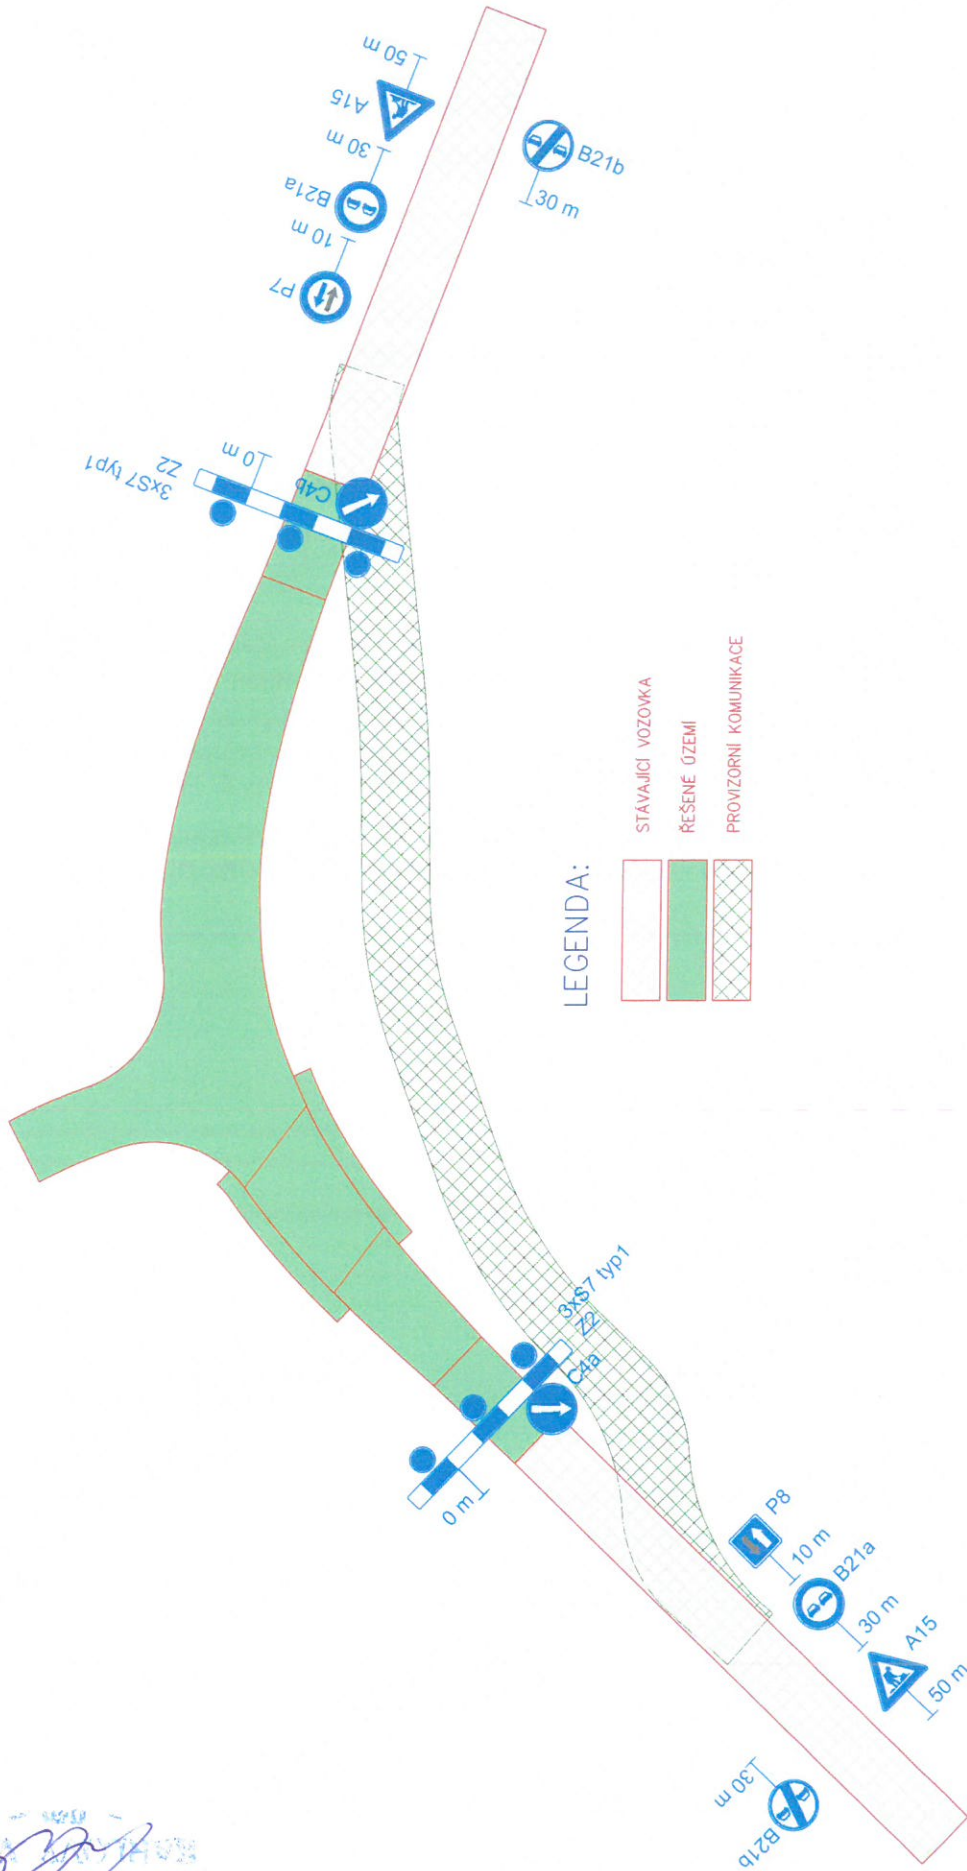 50 m
A15
30 m
B21a
10 m
P7
B21b
30 m
0 m
Z2
3xS7 typ1
C4b
LEGENDA:
STÁVAJÍCÍ VOZOVKA
ŘEŠENÉ ÚZEMÍ
PROVIZORNÍ KOMUNIKACE
3xS7 typ1
Z2
C4a
0 m
P8
10 m
B21a
30 m
A15
50 m
30 m
B21b